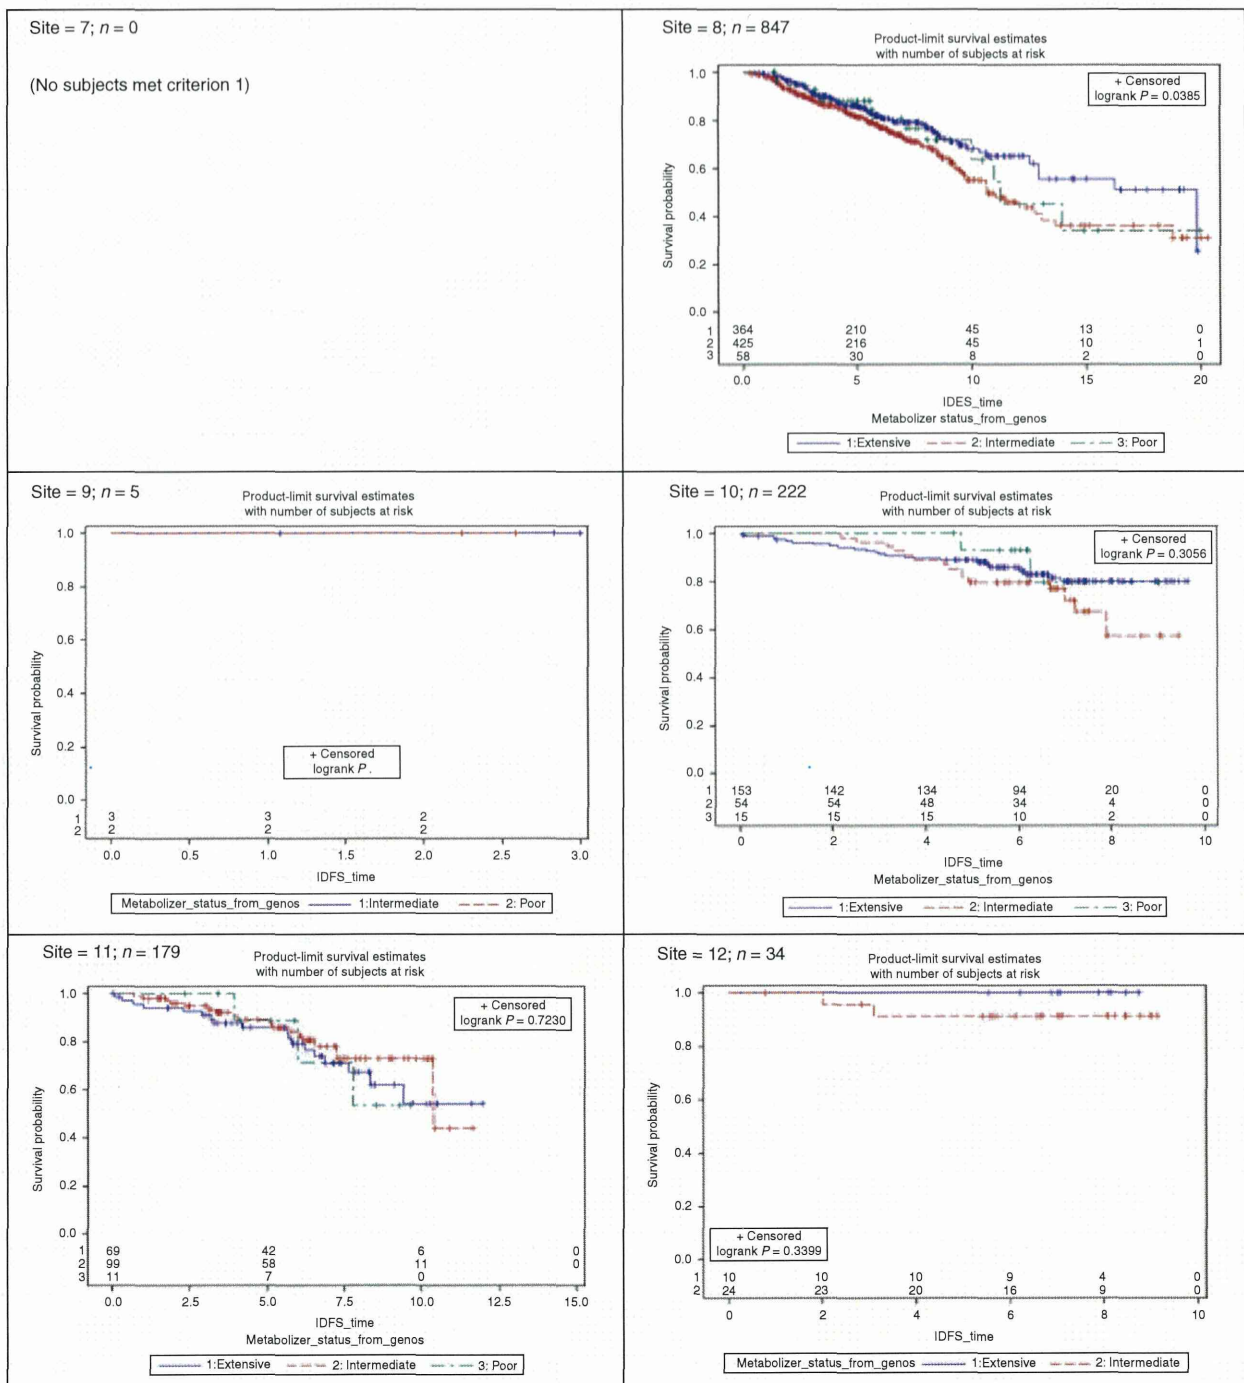 Site = 7; n = 0
(No subjects met criterion 1)
Site = 8; n = 847
Product-limit survival estimates
with number of subjects at risk
+ Censored
logrank P = 0.0385
1.0
0.8
0.6
0.4
0.2
0.0
Survival probability
1 364 210 45 13 0
2 425 216 45 10 1
3 58 30 8 2 0
0.0 5 10 15 20
IDES_time
Metabolizer status_from_genos
1:Extensive 2: Intermediate 3: Poor
Site = 9; n = 5
Product-limit survival estimates
with number of subjects at risk
1.0
0.8
0.6
0.4
0.2
0.0
Survival probability
+ Censored
logrank P .
1 3 3 2
2 2 2 2
0.0 0.5 1.0 1.5 2.0 2.5 3.0
IDFS_time
Metabolizer_status_from_genos 1:Intermediate 2: Poor
Site = 10; n = 222
Product-limit survival estimates
with number of subjects at risk
+ Censored
logrank P = 0.3056
1.0
0.8
0.6
0.4
0.2
0.0
Survival probability
1 153 142 134 94 20 0
2 54 54 48 34 4 0
3 15 15 15 10 2 0
0 2 4 6 8 10
IDFS_time
Metabolizer_status_from_genos
1:Extensive 2: Intermediate 3: Poor
Site = 11; n = 179
Product-limit survival estimates
with number of subjects at risk
+ Censored
logrank P = 0.7230
1.0
0.8
0.6
0.4
0.2
0.0
Survival probability
1 69 42 6 0
2 99 58 11 0
3 11 7 0
0.0 2.5 5.0 7.5 10.0 12.5 15.0
IDFS_time
Metabolizer_status_from_genos
1:Extensive 2: Intermediate 3: Poor
Site = 12; n = 34
Product-limit survival estimates
with number of subjects at risk
1.0
0.8
0.6
0.4
0.2
0.0
Survival probability
+ Censored
logrank P = 0.3399
1 10 10 10 9 4 0
2 24 23 20 16 9 0
0 2 4 6 8 10
IDFS_time
Metabolizer_status_from_genos 1:Extensive 2: Intermediate